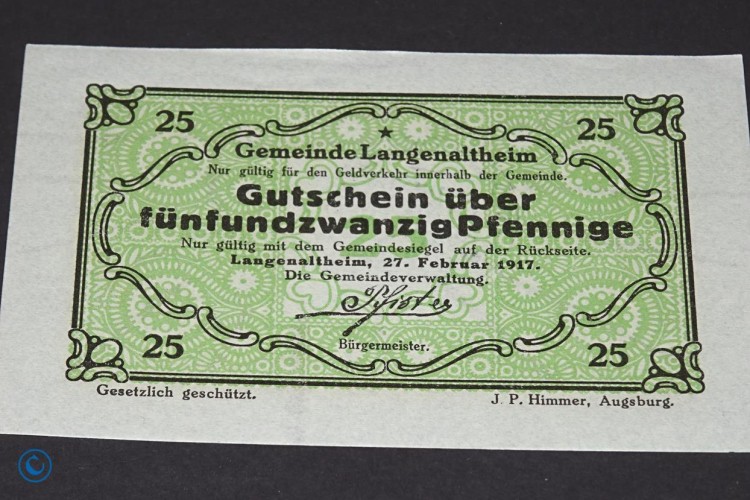 25 25
Gemeinde Langenaltheim
Nur gültig für den Geldverkehr innerhalb der Gemeinde.
Gutschein über
fünfundzwanzig Pfennige
Nur gültig mit dem Gemeindesiegel auf der Rückseite.
Langenaltheim, 27. Februar 1917.
Die Gemeindeverwaltung.
Bürgermeister.
25 25
Gesetzlich geschützt. J. P. Himmer, Augsburg.
©